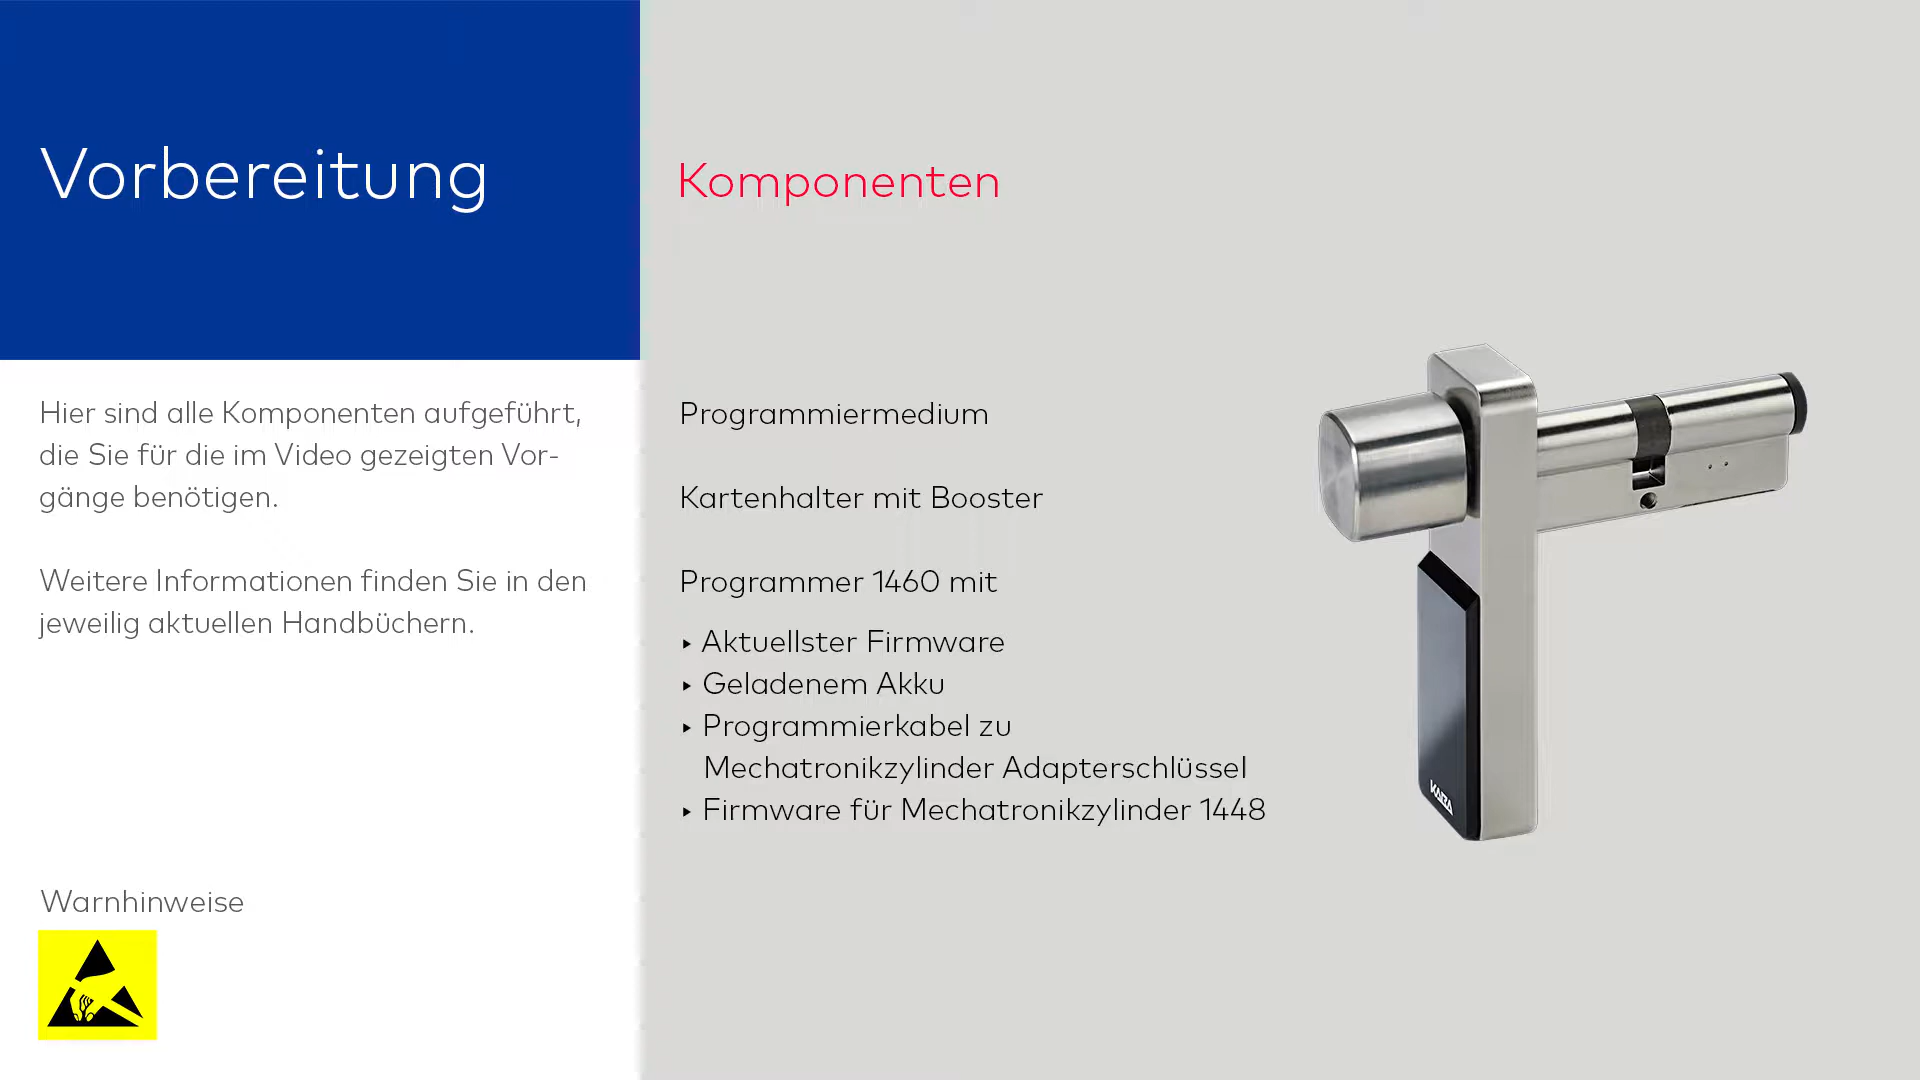 Vorbereitung
Komponenten
Hier sind alle Komponenten aufgeführt,
die Sie für die im Video gezeigten Vor-
gänge benötigen.
Weitere Informationen finden Sie in den
jeweilig aktuellen Handbüchern.
Warnhinweise
Programmiermedium
Kartenhalter mit Booster
Programmer 1460 mit
‣ Aktuellster Firmware
‣ Geladenem Akku
‣ Programmierkabel zu
Mechatronikzylinder Adapterschlüssel
‣ Firmware für Mechatronikzylinder 1448
KABA